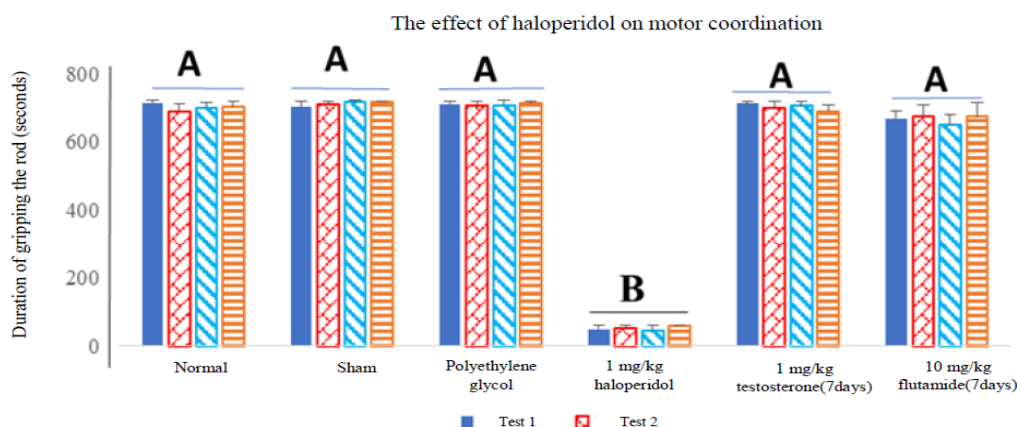 The effect of haloperidol on motor coordination
Duration of gripping the rod (seconds)
800
600
400
200
0
A
A
A
B
A
A
Normal
Sham
Polyethylene
glycol
1 mg/kg
haloperidol
1 mg/kg
testosterone(7days)
10 mg/kg
flutamide(7days)
Test 1
Test 2